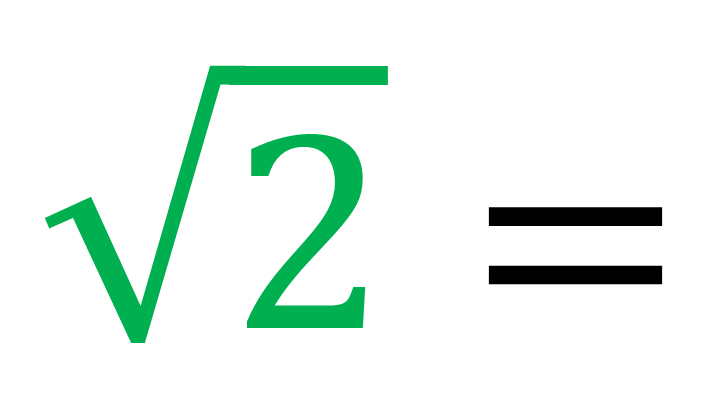 √2 =